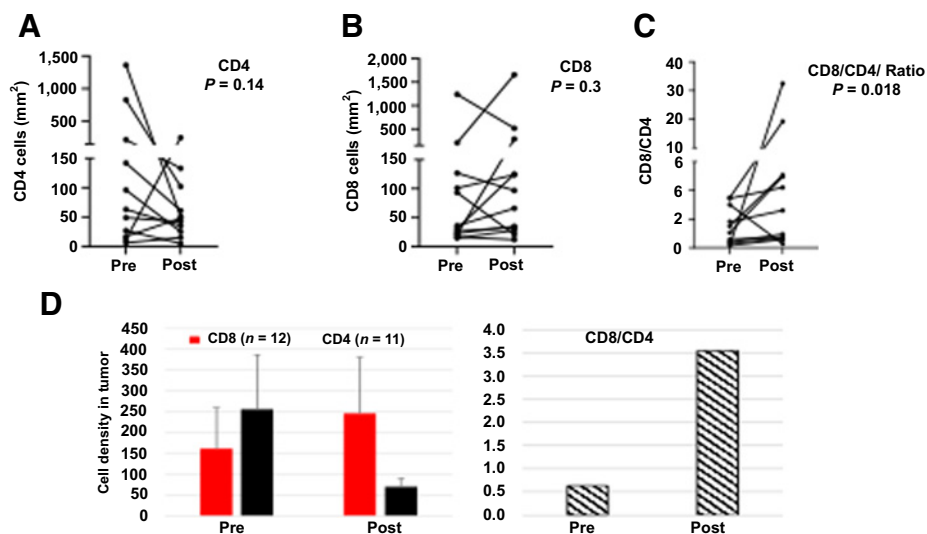 A
CD4
P = 0.14
CD4 cells (mm²)
1,500
1,000
500
150
100
50
0
Pre Post
B
CD8
P = 0.3
CD8 cells (mm²)
2,000
1,500
1,000
500
150
100
50
0
Pre Post
C
CD8/CD4/ Ratio
P = 0.018
CD8/CD4
40
30
20
10
6
6
2
0
Pre Post
D
Cell density in tumor
450
400
350
300
250
200
150
100
50
0
CD8 (n = 12) CD4 (n = 11)
Pre Post
CD8/CD4
4.0
3.5
3.0
2.5
2.0
1.5
1.0
0.5
0.0
Pre Post